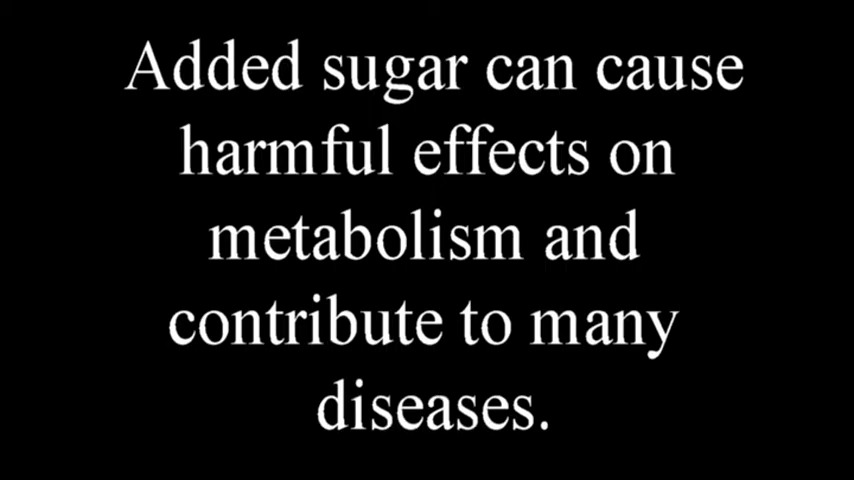 Added sugar can cause
harmful effects on
metabolism and
contribute to many
diseases.